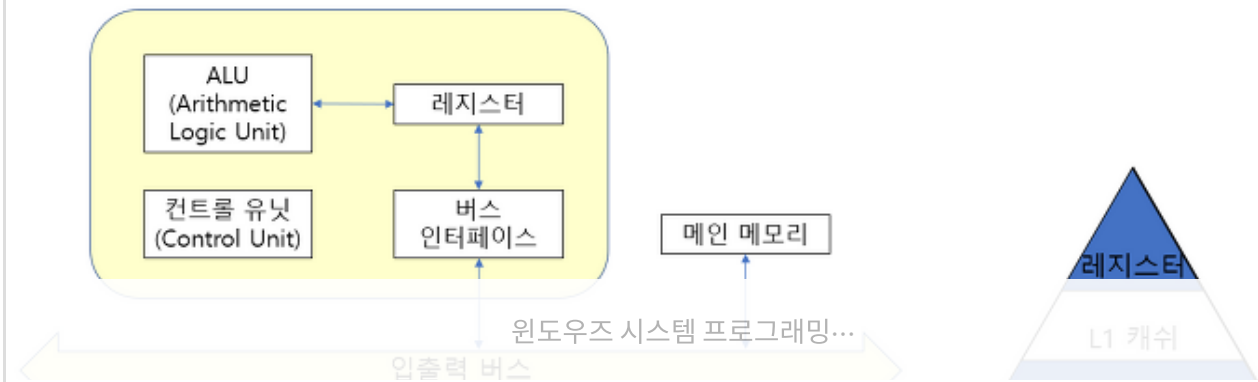 ALU
(Arithmetic
Logic Unit)
레지스터
컨트롤 유닛
(Control Unit)
버스
인터페이스
메인 메모리
레지스터
윈도우즈 시스템 프로그래밍…
L1 캐쉬
입출력 버스